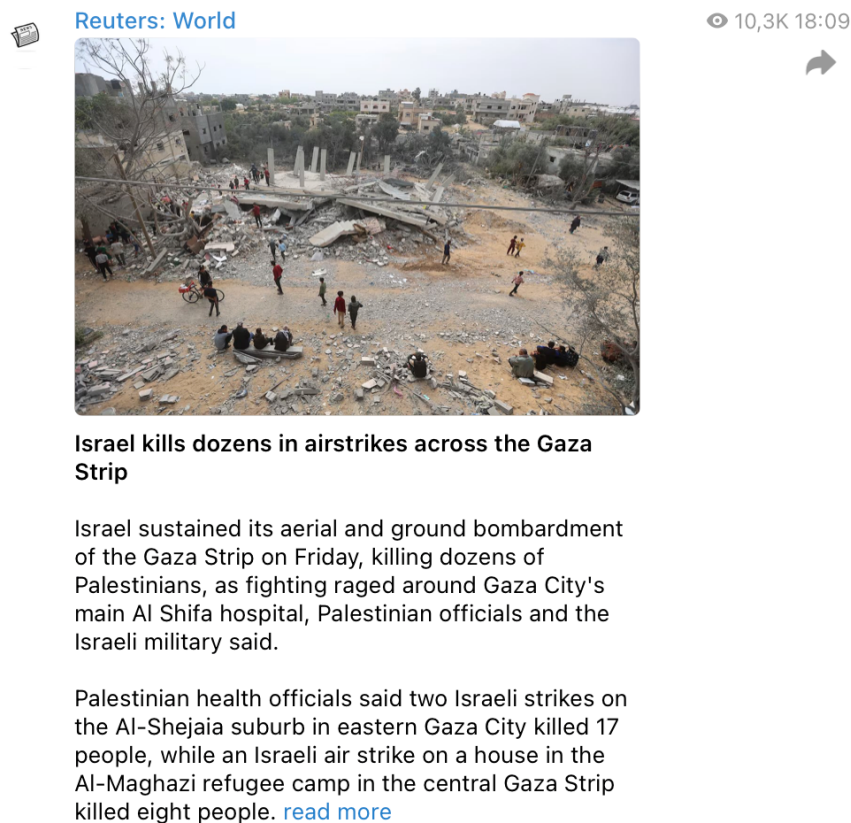 Reuters: World
10,3K 18:09
Israel kills dozens in airstrikes across the Gaza
Strip
Israel sustained its aerial and ground bombardment
of the Gaza Strip on Friday, killing dozens of
Palestinians, as fighting raged around Gaza City's
main Al Shifa hospital, Palestinian officials and the
Israeli military said.
Palestinian health officials said two Israeli strikes on
the Al-Shejaia suburb in eastern Gaza City killed 17
people, while an Israeli air strike on a house in the
Al-Maghazi refugee camp in the central Gaza Strip
killed eight people. read more